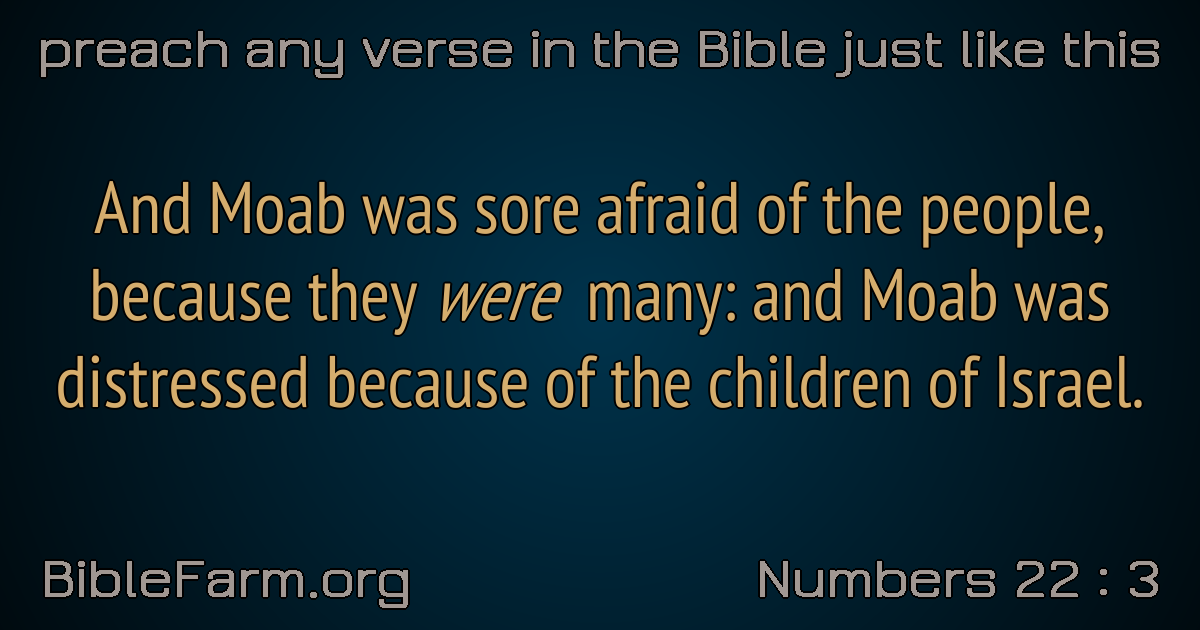 preach any verse in the Bible just like this
And Moab was sore afraid of the people,
because they were many: and Moab was
distressed because of the children of Israel.
BibleFarm.org
Numbers 22 : 3